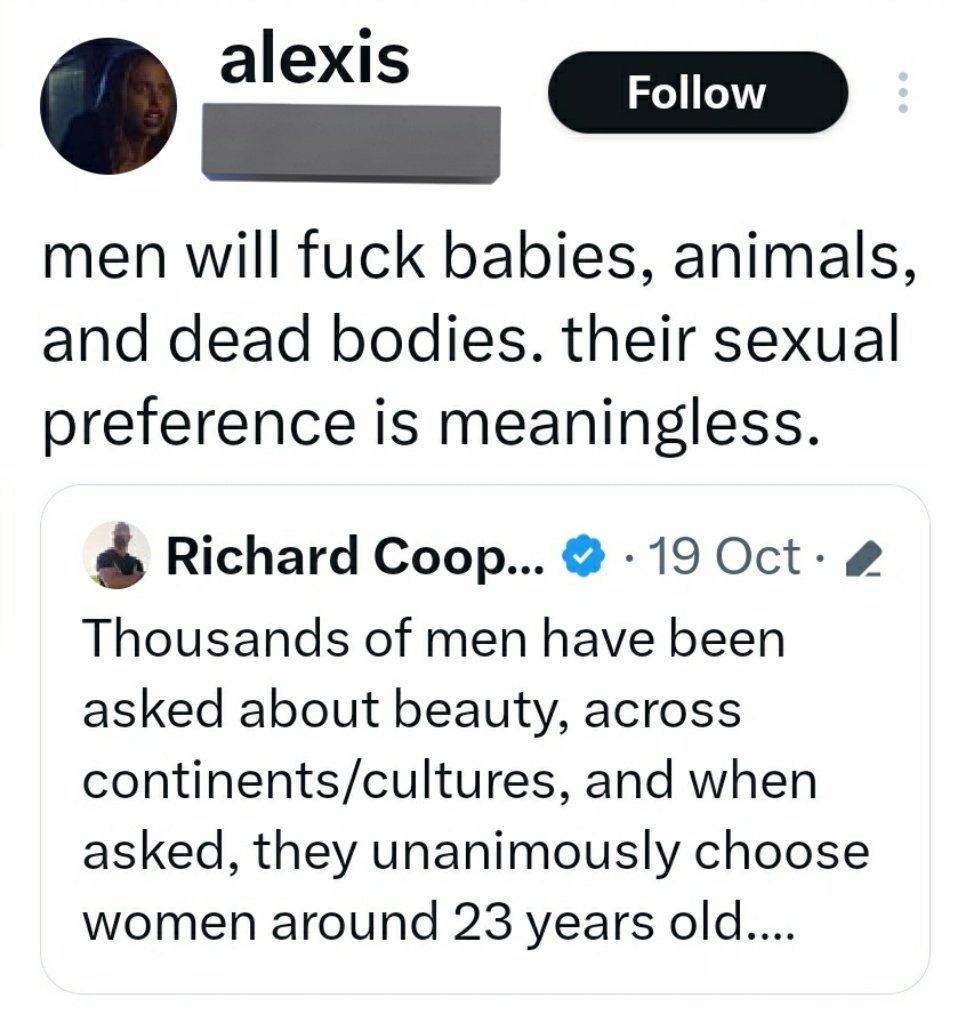 alexis
Follow
men will fuck babies, animals,
and dead bodies. their sexual
preference is meaningless.
Richard Coop... · 19 Oct ·
Thousands of men have been
asked about beauty, across
continents/cultures, and when
asked, they unanimously choose
women around 23 years old....